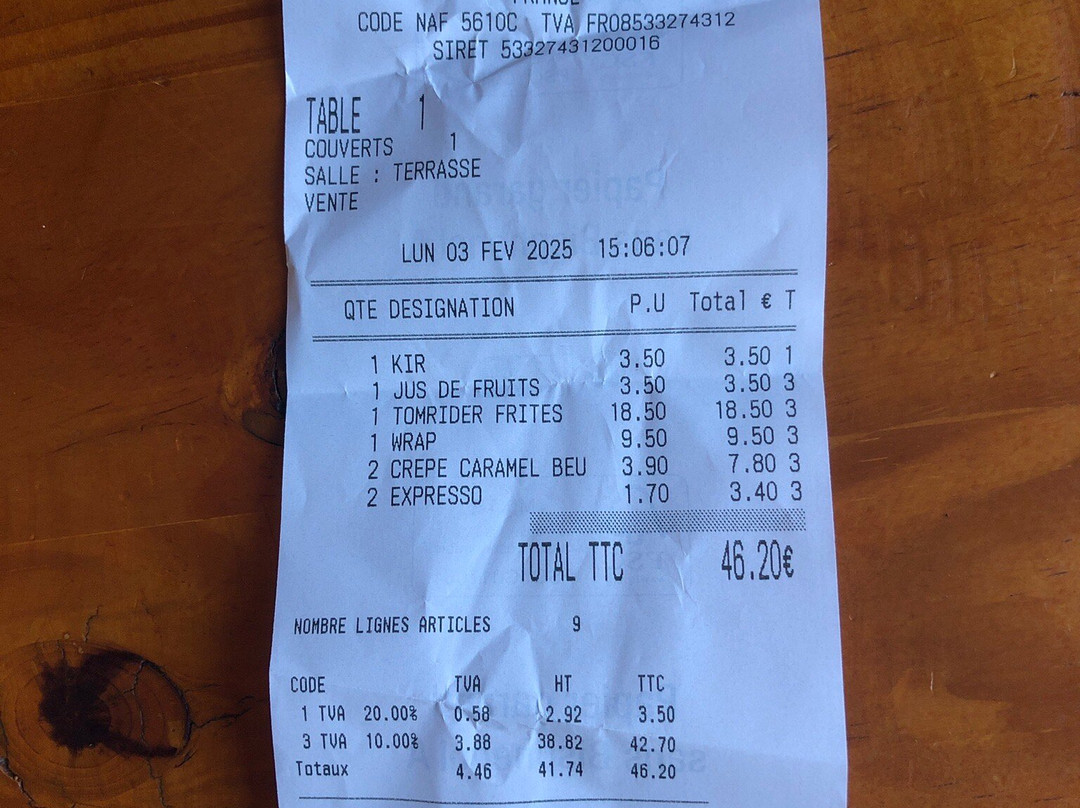 FRANCE
CODE NAF 5610C TVA FR08533274312
SIRET 53327431200016
TABLE 1
COUVERTS 1
SALLE : TERRASSE
VENTE
LUN 03 FEV 2025 15:06:07
QTE DESIGNATION P.U Total € T
1 KIR 3.50 3.50 1
1 JUS DE FRUITS 3.50 3.50 3
1 TOMRIDER FRITES 18.50 18.50 3
1 WRAP 9.50 9.50 3
2 CREPE CARAMEL BEU 3.90 7.80 3
2 EXPRESSO 1.70 3.40 3
TOTAL TTC 46.20€
NOMBRE LIGNES ARTICLES 9
CODE TVA HT TTC
1 TVA 20.00% 0.58 2.92 3.50
3 TVA 10.00% 3.88 38.82 42.70
Totaux 4.46 41.74 46.20